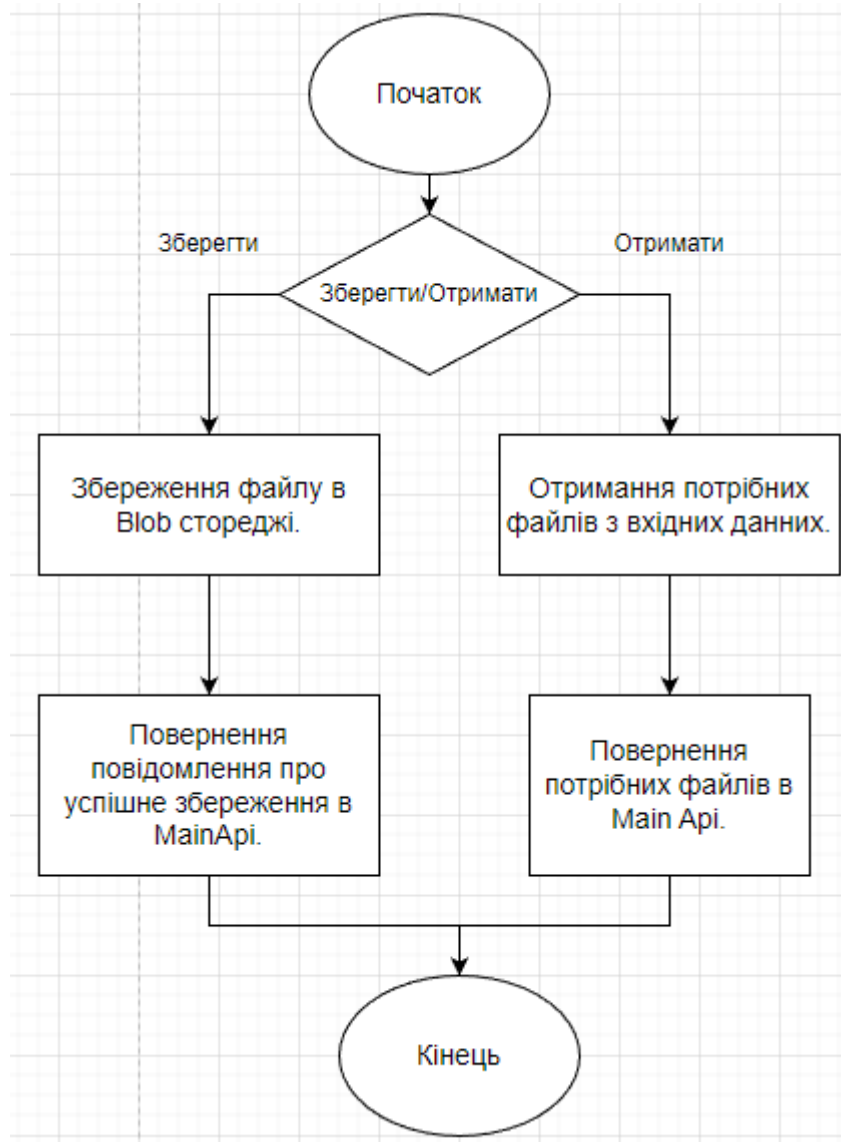 Початок
Зберегти
Отримати
Зберегти/Отримати
Збереження файлу в
Blob стореджі.
Отримання потрібних
файлів з вхідних данних.
Повернення
повідомлення про
успішне збереження в
MainApi.
Повернення
потрібних файлів в
Main Api.
Кінець